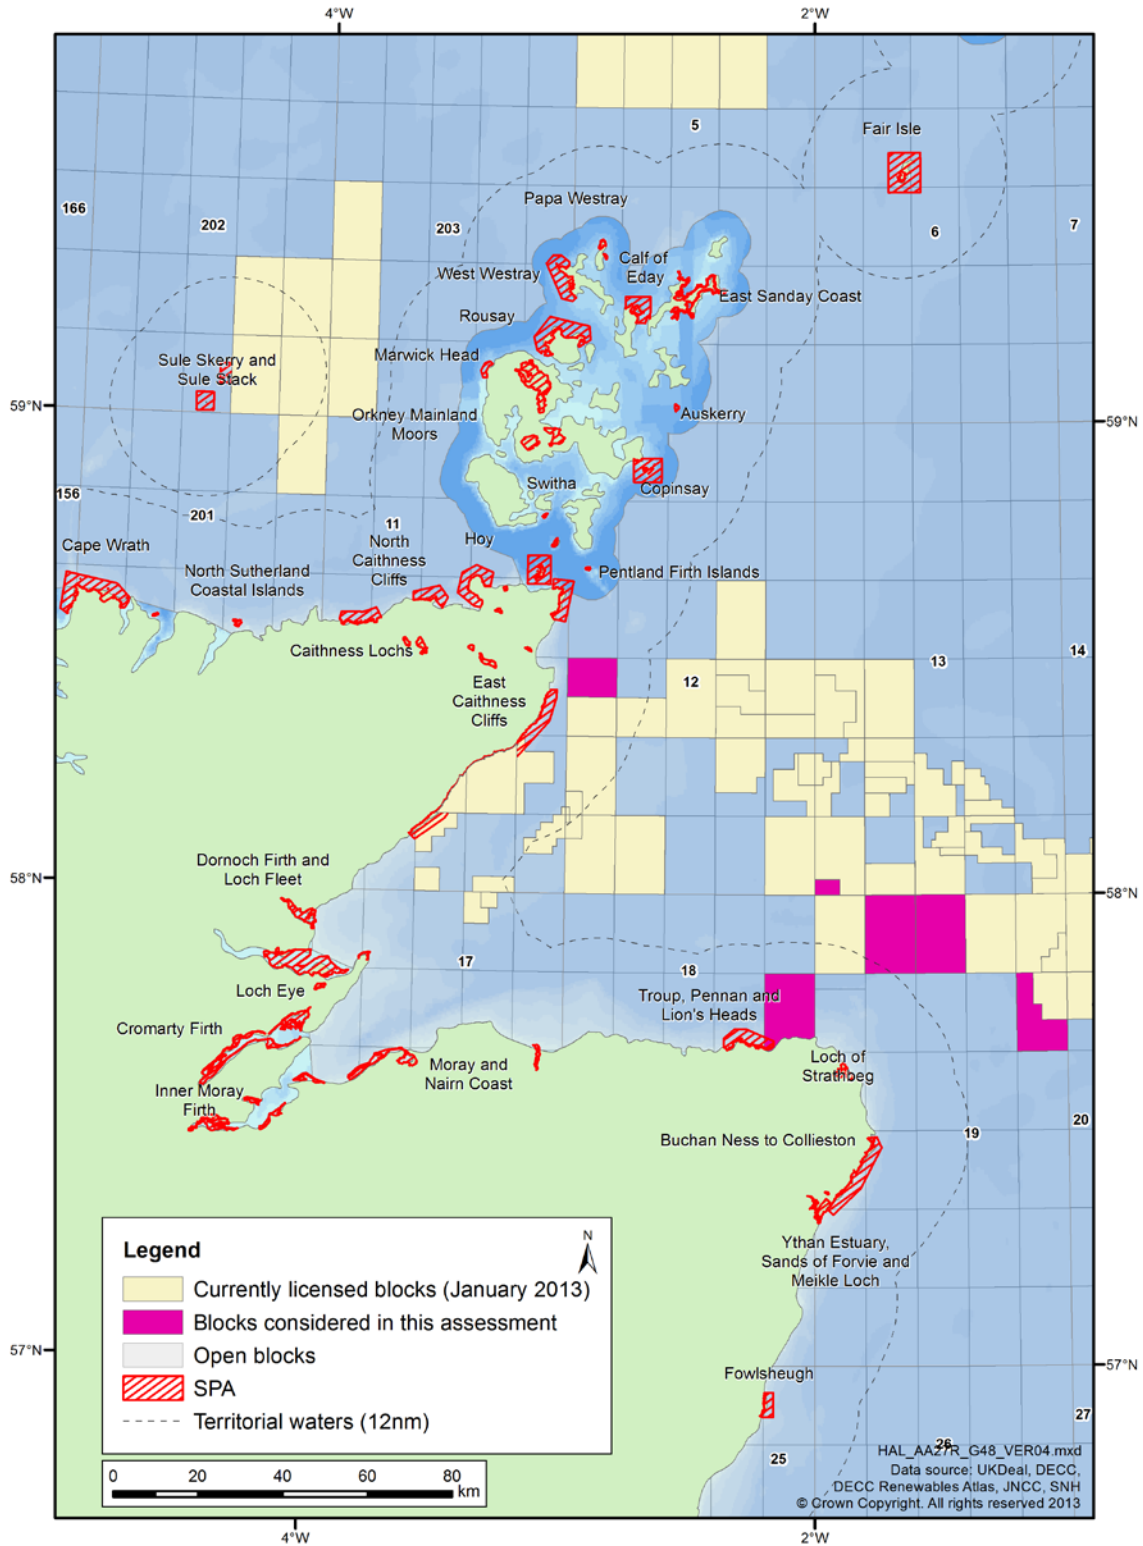 4°W
2°W
5
Fair Isle
166
202
203
Papa Westray
6
7
West Westray
Calf of
Eday
East Sanday Coast
Rousay
Marwick Head
Sule Skerry and
Sule Stack
59°N
Orkney Mainland
Moors
Auskerry
59°N
156
Switha
Copinsay
201
11
Cape Wrath
North
Caithness
Cliffs
Hoy
North Sutherland
Coastal Islands
Pentland Firth Islands
Caithness Lochs
13
14
12
East
Caithness
Cliffs
Dornoch Firth and
Loch Fleet
58°N
58°N
17
18
Loch Eye
Troup, Pennan and
Lion's Heads
Cromarty Firth
Moray and
Nairn Coast
Loch of
Strathbeg
Inner Moray
Firth
20
19
Buchan Ness to Collieston
Ythan Estuary,
Sands of Forvie and
Meikle Loch
Legend
N
Currently licensed blocks (January 2013)
Blocks considered in this assessment
Open blocks
SPA
Territorial waters (12nm)
57°N
57°N
Fowlsheugh
27
26
25
0 20 40 60 80
km
HAL_AA27R_G48_VER04.mxd
Data source: UKDeal, DECC,
DECC Renewables Atlas, JNCC, SNH
© Crown Copyright. All rights reserved 2013
4°W
2°W